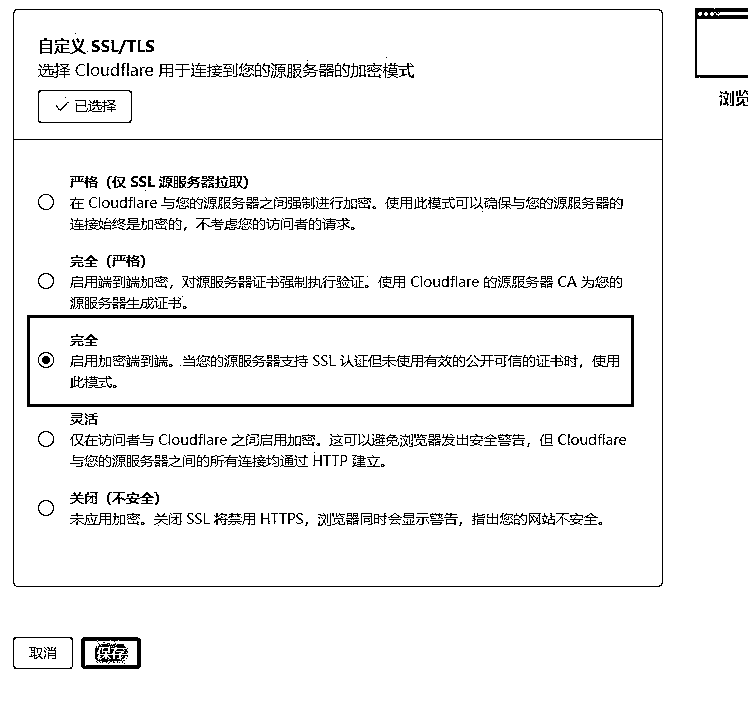 自定义 SSL/TLS
选择 Cloudflare 用于连接到您的源服务器的加密模式
已选择
严格（仅 SSL 源服务器拉取）
在 Cloudflare 与您的源服务器之间强制进行加密。使用此模式可以确保与您的源服务器的
连接始终是加密的，不考虑您的访问者的请求。
完全（严格）
启用端到端加密，对源服务器证书强制执行验证。使用 Cloudflare 的源服务器 CA 为您的
源服务器生成证书。
完全
启用加密端到端。当您的源服务器支持 SSL 认证但未使用有效的公开可信的证书时，使用
此模式。
灵活
仅在访问者与 Cloudflare 之间启用加密。这可以避免浏览器发出安全警告，但 Cloudflare
与您的源服务器之间的所有连接均通过 HTTP 建立。
关闭（不安全）
未应用加密。关闭 SSL 将禁用 HTTPS，浏览器同时会显示警告，指出您的网站不安全。
取消 保存
浏览